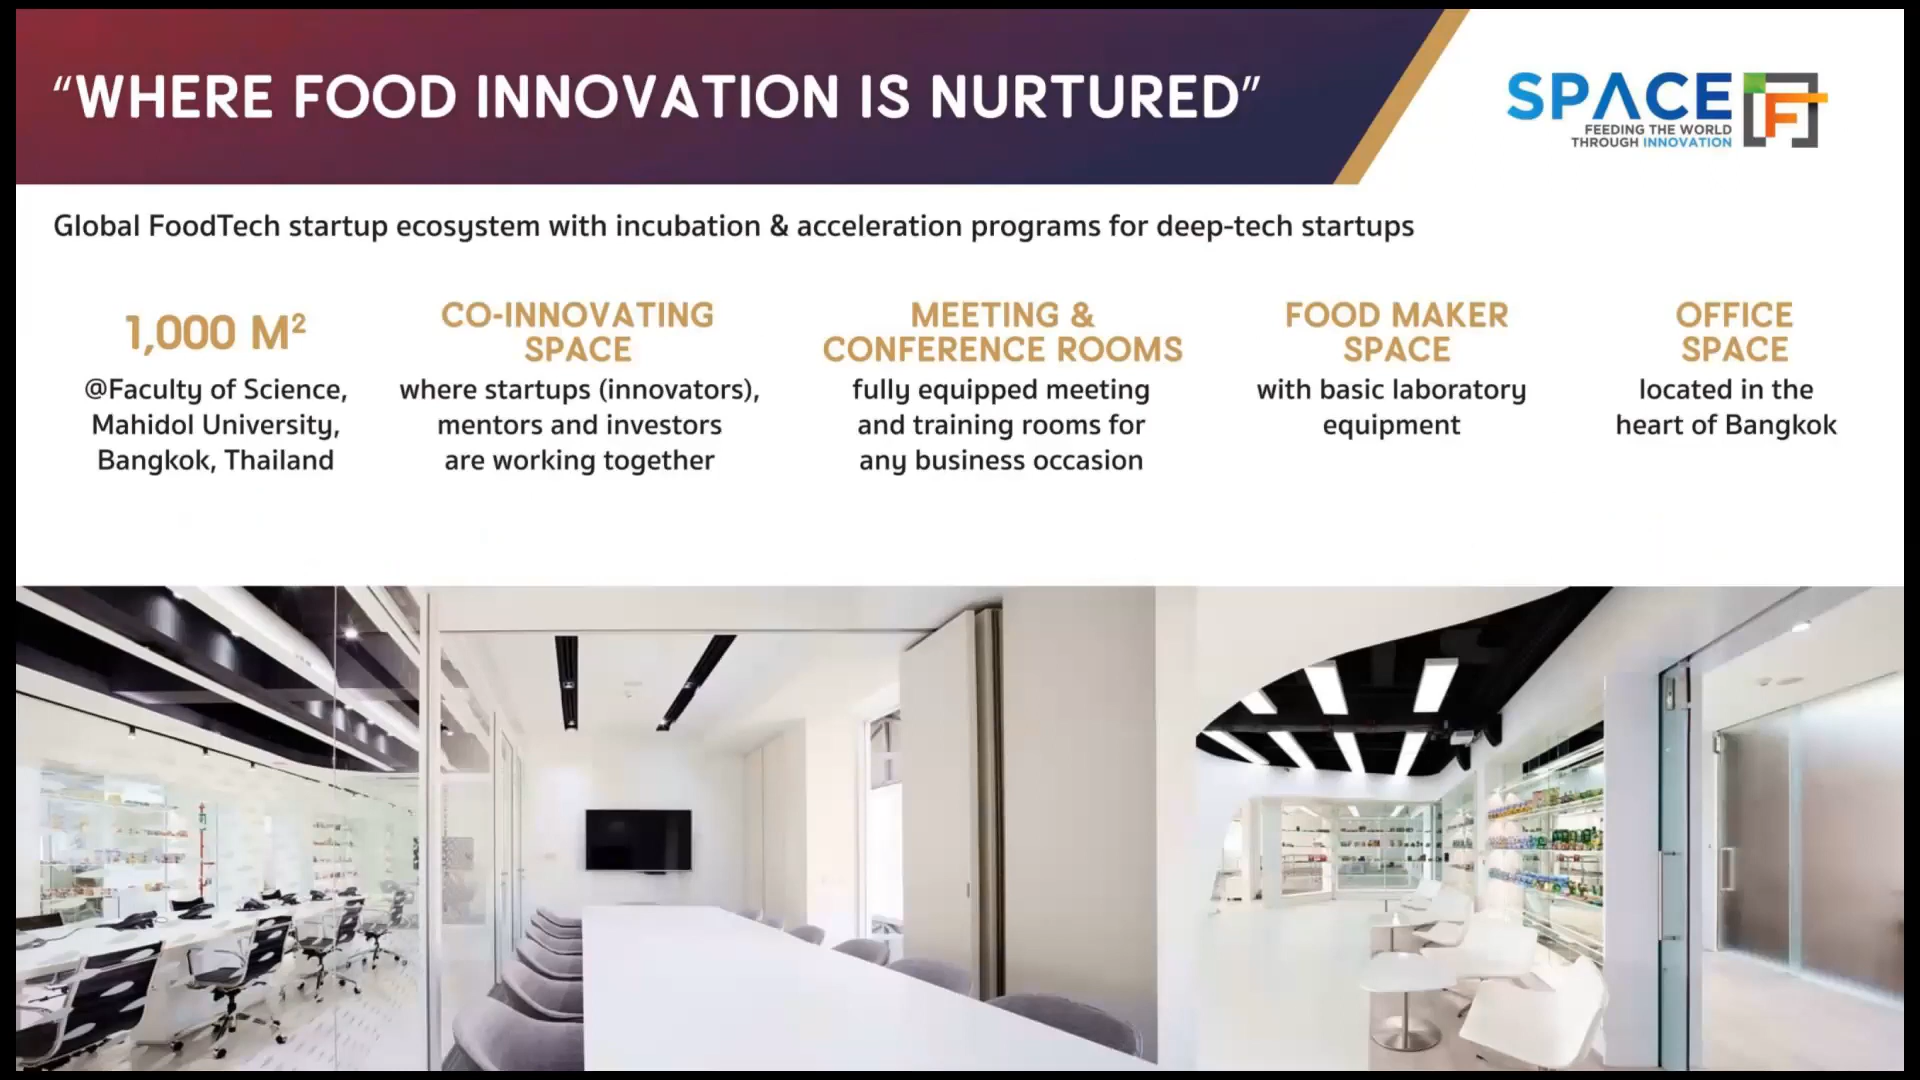 “WHERE FOOD INNOVATION IS NURTURED”
SPACE F
FEEDING THE WORLD
THROUGH INNOVATION
Global FoodTech startup ecosystem with incubation & acceleration programs for deep-tech startups
1,000 M²
@Faculty of Science,
Mahidol University,
Bangkok, Thailand
CO-INNOVATING
SPACE
where startups (innovators),
mentors and investors
are working together
MEETING &
CONFERENCE ROOMS
fully equipped meeting
and training rooms for
any business occasion
FOOD MAKER
SPACE
with basic laboratory
equipment
OFFICE
SPACE
located in the
heart of Bangkok